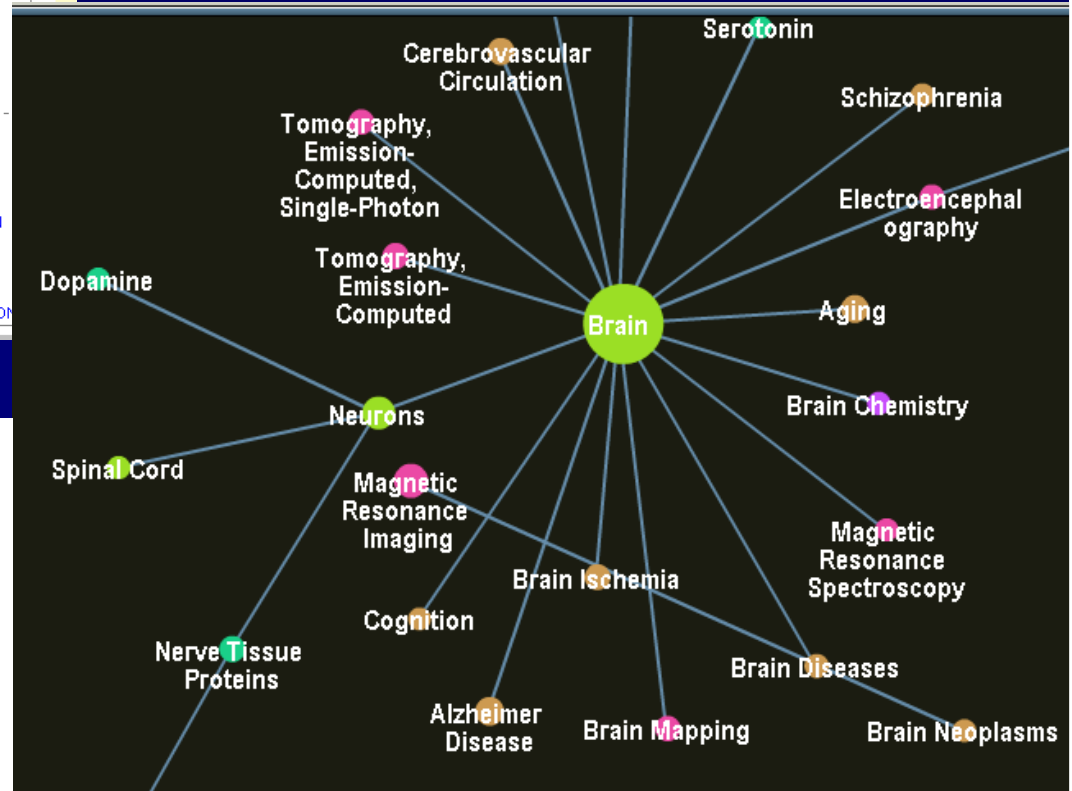 Serotonin
Cerebrovascular
Circulation
Schizophrenia
Tomography,
Emission-
Computed,
Single-Photon
Electroencephal
ography
Tomography,
Emission-
Computed
Dopamine
Aging
Brain
Brain Chemistry
Neurons
Spinal Cord
Magnetic
Resonance
Imaging
Magnetic
Resonance
Spectroscopy
Brain Ischemia
Cognition
Nerve Tissue
Proteins
Brain Diseases
Alzheimer
Disease
Brain Mapping
Brain Neoplasms